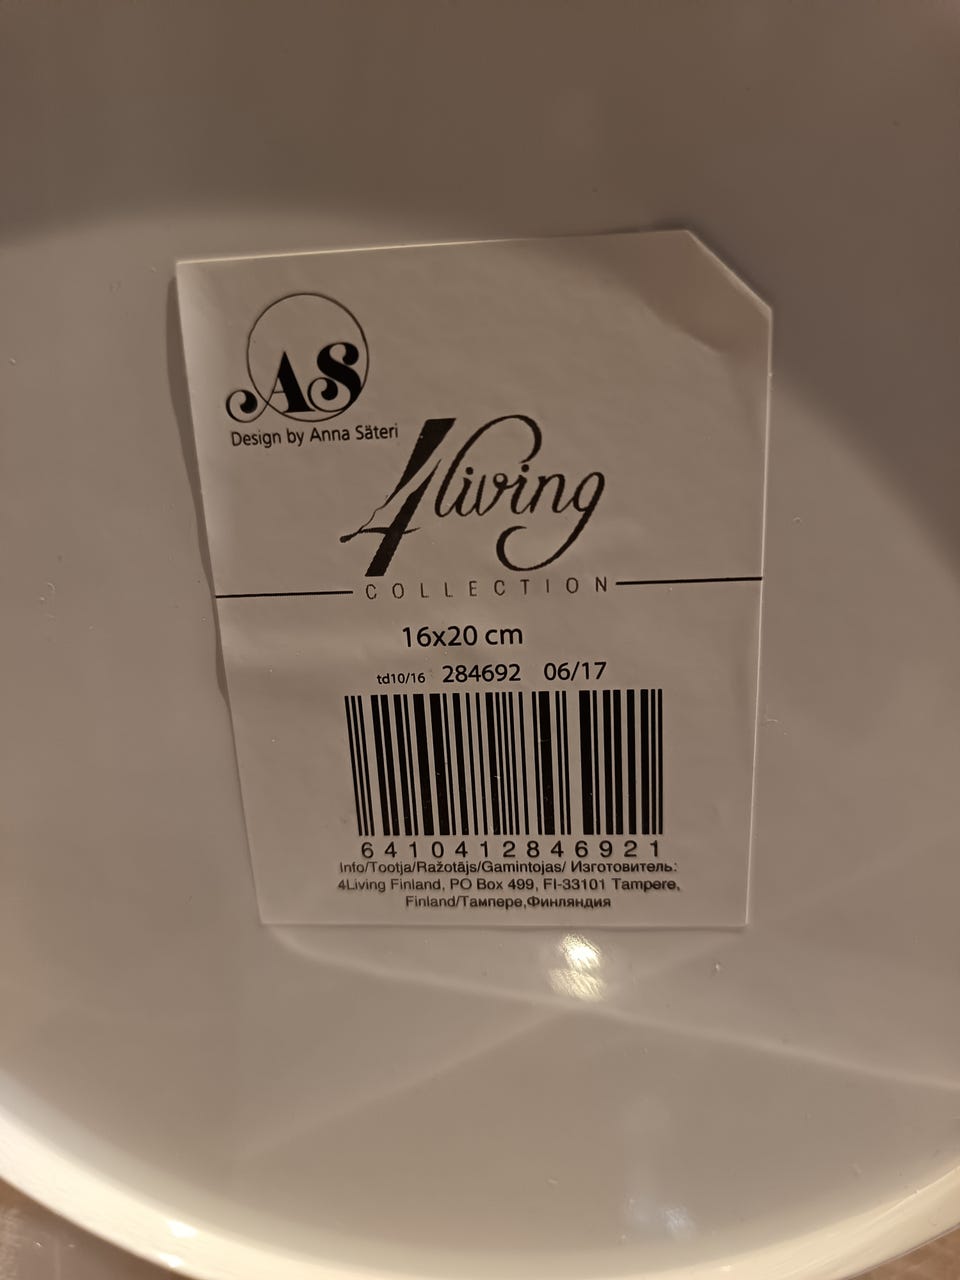 AS
Design by Anna Säteri
4living
COLLECTION
16x20 cm
td10/16 284692 06/17
6410412846921
Info/Tootja/Ražotājs/Gamintojas/ Изготовитель:
4Living Finland, PO Box 499, FI-33101 Tampere,
Finland/Тампере,Финляндия